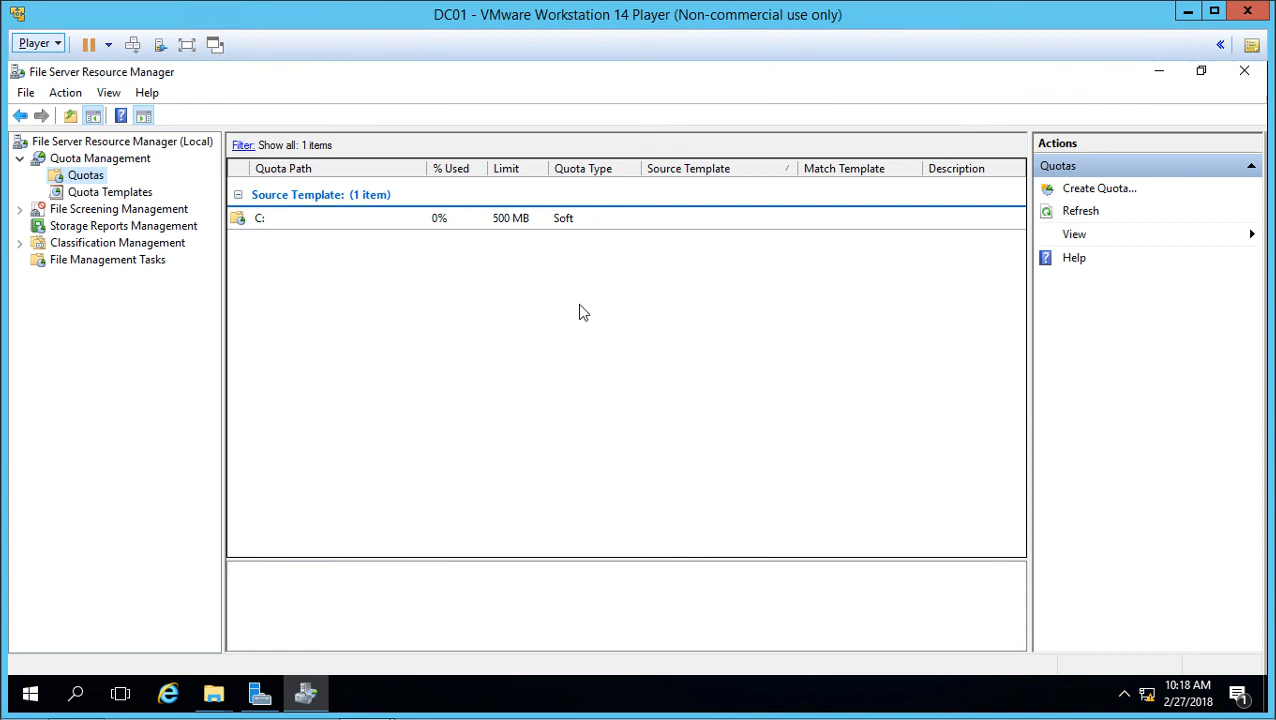 DC01 - VMware Workstation 14 Player (Non-commercial use only)
Player
File Server Resource Manager
File Action View Help
File Server Resource Manager (Local)
Quota Management
Quotas
Quota Templates
File Screening Management
Storage Reports Management
Classification Management
File Management Tasks
Filter: Show all: 1 items
Quota Path % Used Limit Quota Type Source Template Match Template Description
Source Template: (1 item)
C: 0% 500 MB Soft
Actions
Quotas
Create Quota...
Refresh
View
Help
10:18 AM
2/27/2018
1